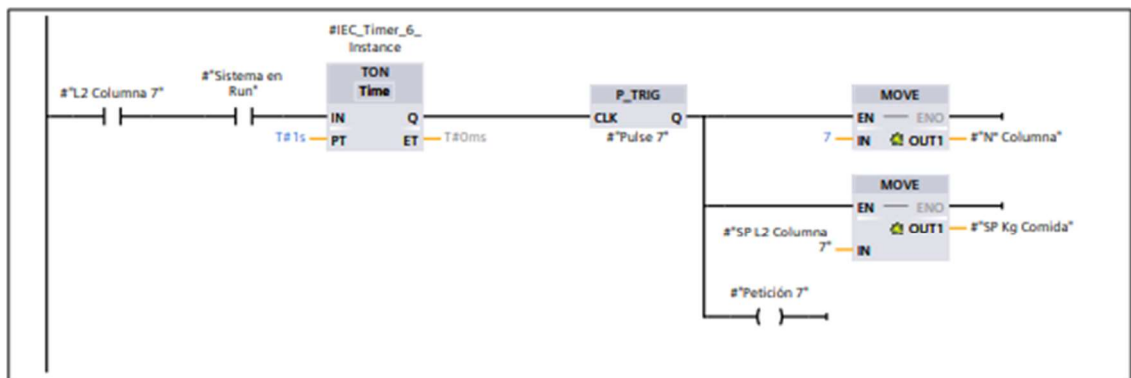 #IEC_Timer_6_
Instance
TON
Time
#"L2 Columna 7"
#"Sistema en
Run"
IN
Q
T#1s
PT
ET
T#0ms
P_TRIG
CLK
Q
#"Pulse 7"
MOVE
EN
ENO
7
IN
OUT1
#"N° Columna"
MOVE
EN
ENO
OUT1
#"SP Kg Comida"
#"SP L2 Columna
7"
IN
#"Petición 7"